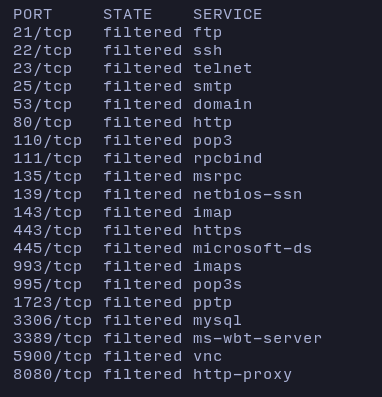 PORT     STATE    SERVICE
21/tcp   filtered ftp
22/tcp   filtered ssh
23/tcp   filtered telnet
25/tcp   filtered smtp
53/tcp   filtered domain
80/tcp   filtered http
110/tcp  filtered pop3
111/tcp  filtered rpcbind
135/tcp  filtered msrpc
139/tcp  filtered netbios-ssn
143/tcp  filtered imap
443/tcp  filtered https
445/tcp  filtered microsoft-ds
993/tcp  filtered imaps
995/tcp  filtered pop3s
1723/tcp filtered pptp
3306/tcp filtered mysql
3389/tcp filtered ms-wbt-server
5900/tcp filtered vnc
8080/tcp filtered http-proxy